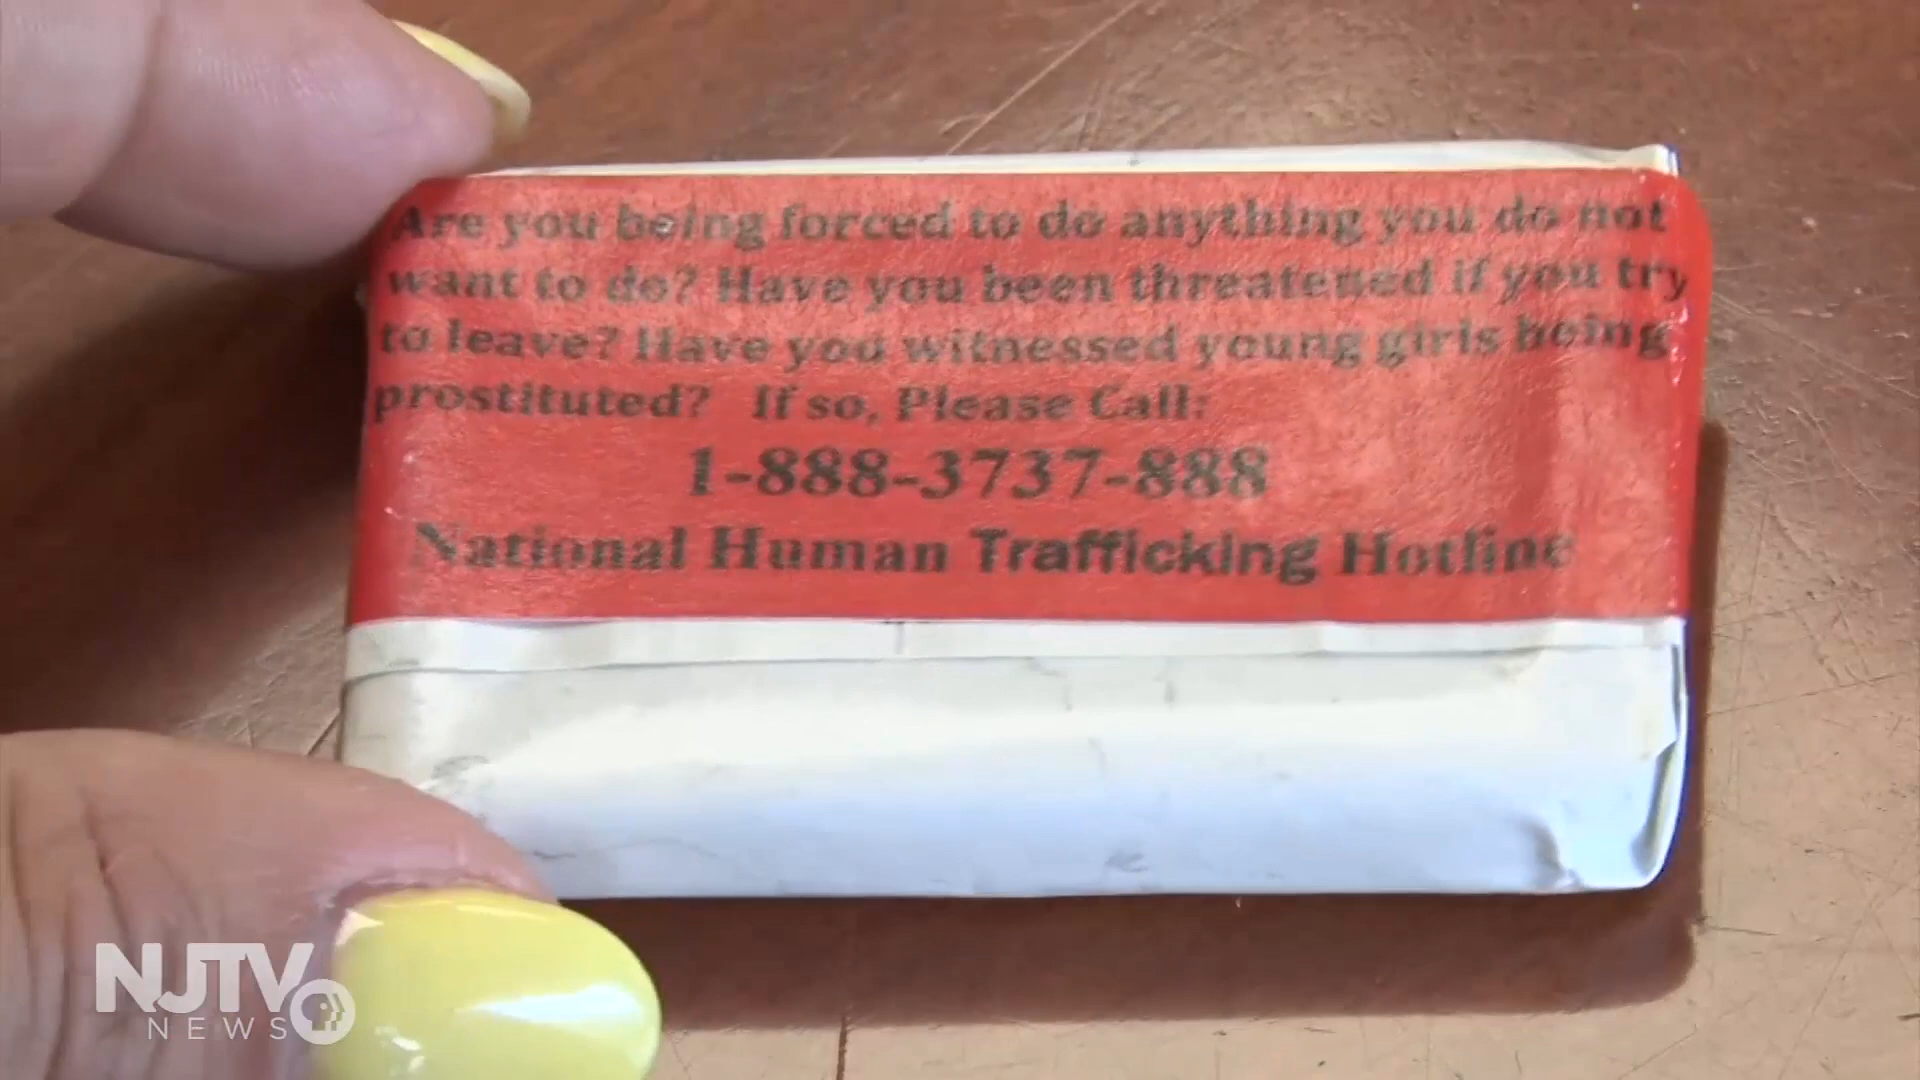 Are you being forced to do anything you do not
want to do? Have you been threatened if you try
to leave? Have you witnessed young girls being
prostituted? If so, Please Call:
1-888-3737-888
National Human Trafficking Hotline
NJTV
NEWS